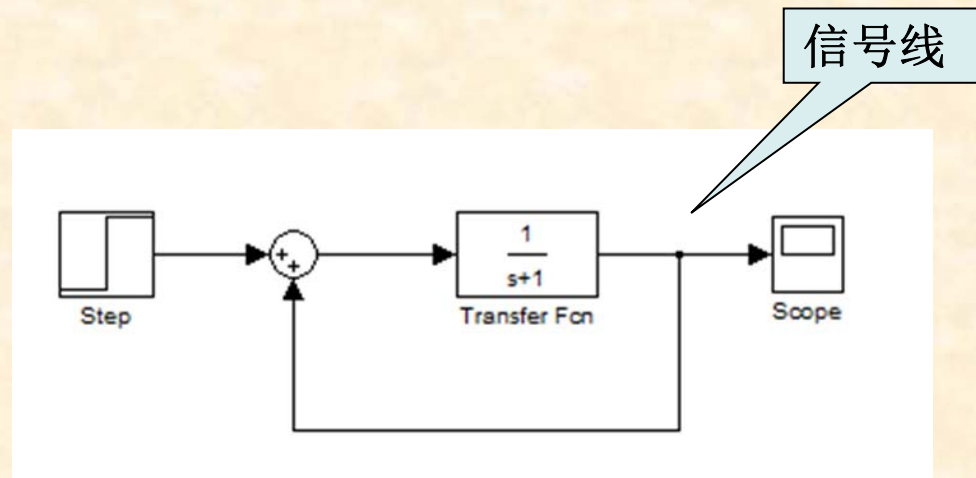 信号线
+
+
1
s+1
Step
Transfer Fcn
Scope